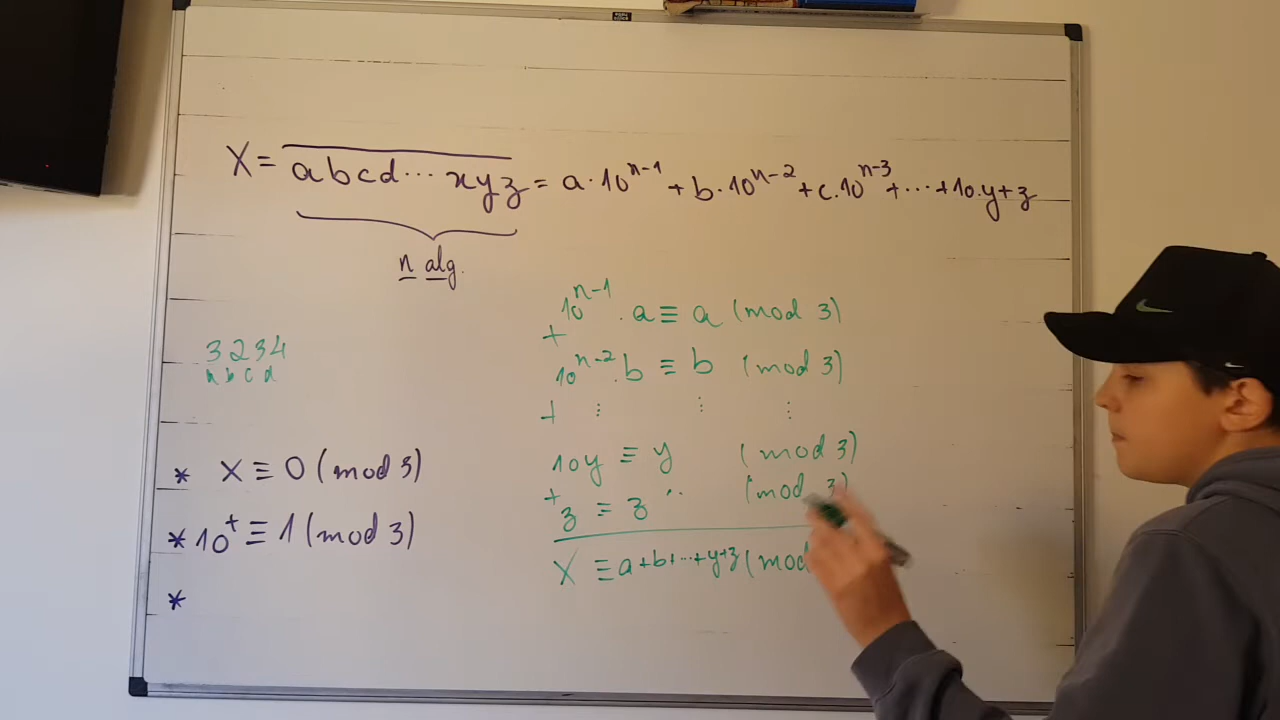 X = abcd... xyz = a·10^n-1 + b·10^n-2 + c·10^n-3 + ... + 10·y + z
n alg.
10^n-1 · a ≡ a (mod 3)
+
10^n-2 · b ≡ b (mod 3)
+ ⋮ ⋮ ⋮
10y ≡ y (mod 3)
+
z ≡ z (mod 3)
X ≡ a+b+...+y+z (mod
3234
a b c d
* X ≡ 0 (mod 3)
* 10^t ≡ 1 (mod 3)
*